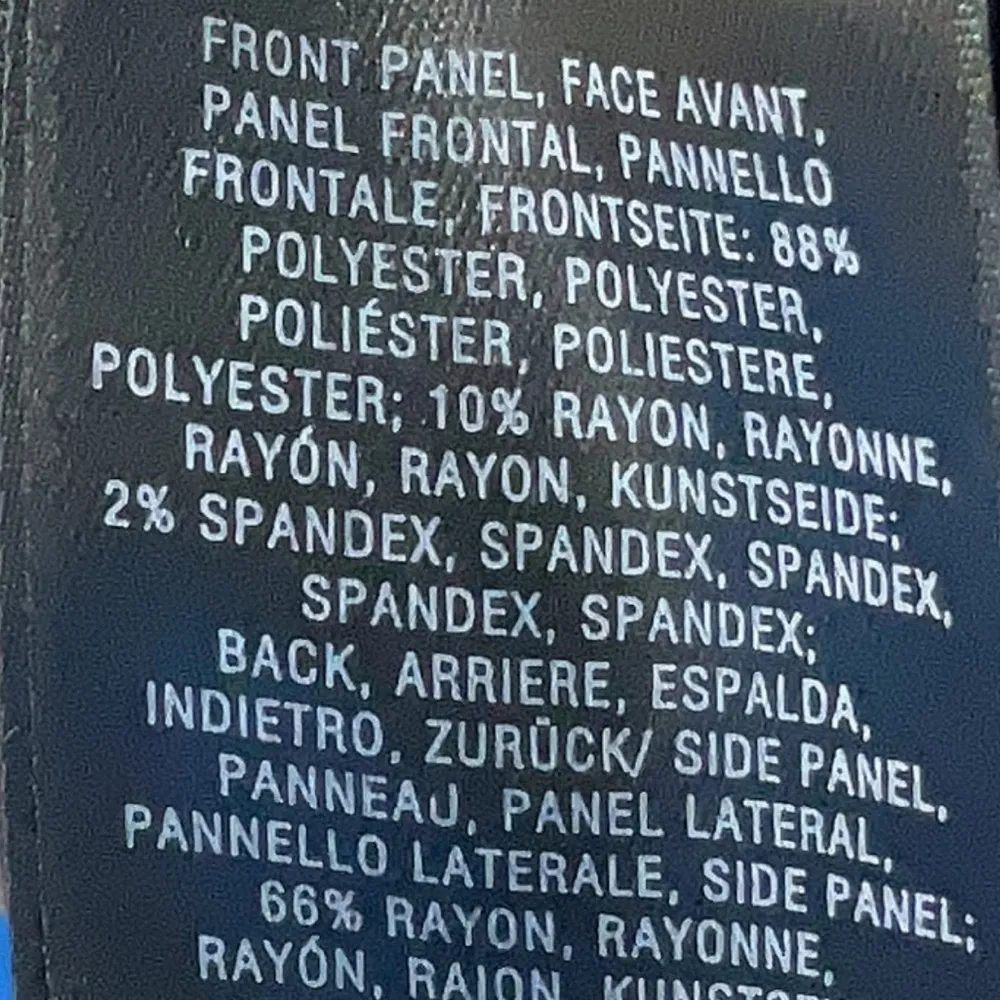 FRONT PANEL, FACE AVANT,
PANEL FRONTAL, PANNELLO
FRONTALE, FRONTSEITE: 88%
POLYESTER, POLYESTER,
POLIÉSTER, POLIESTERE,
POLYESTER; 10% RAYON, RAYONNE,
RAYÓN, RAYON, KUNSTSEIDE;
2% SPANDEX, SPANDEX, SPANDEX,
SPANDEX, SPANDEX;
BACK, ARRIERE, ESPALDA,
INDIETRO, ZURÜCK/ SIDE PANEL,
PANNEAU, PANEL LATERAL,
PANNELLO LATERALE, SIDE PANEL;
66% RAYON, RAYONNE,
RAYÓN, RAION,